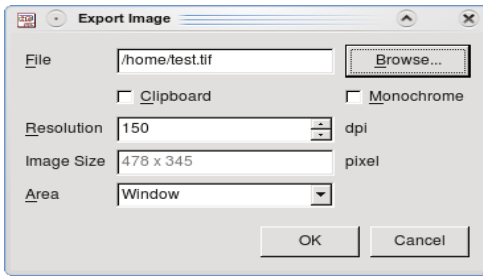 Export Image
File /home/test.tif Browse...
Clipboard Monochrome
Resolution 150 dpi
Image Size 478 x 345 pixel
Area Window
OK Cancel